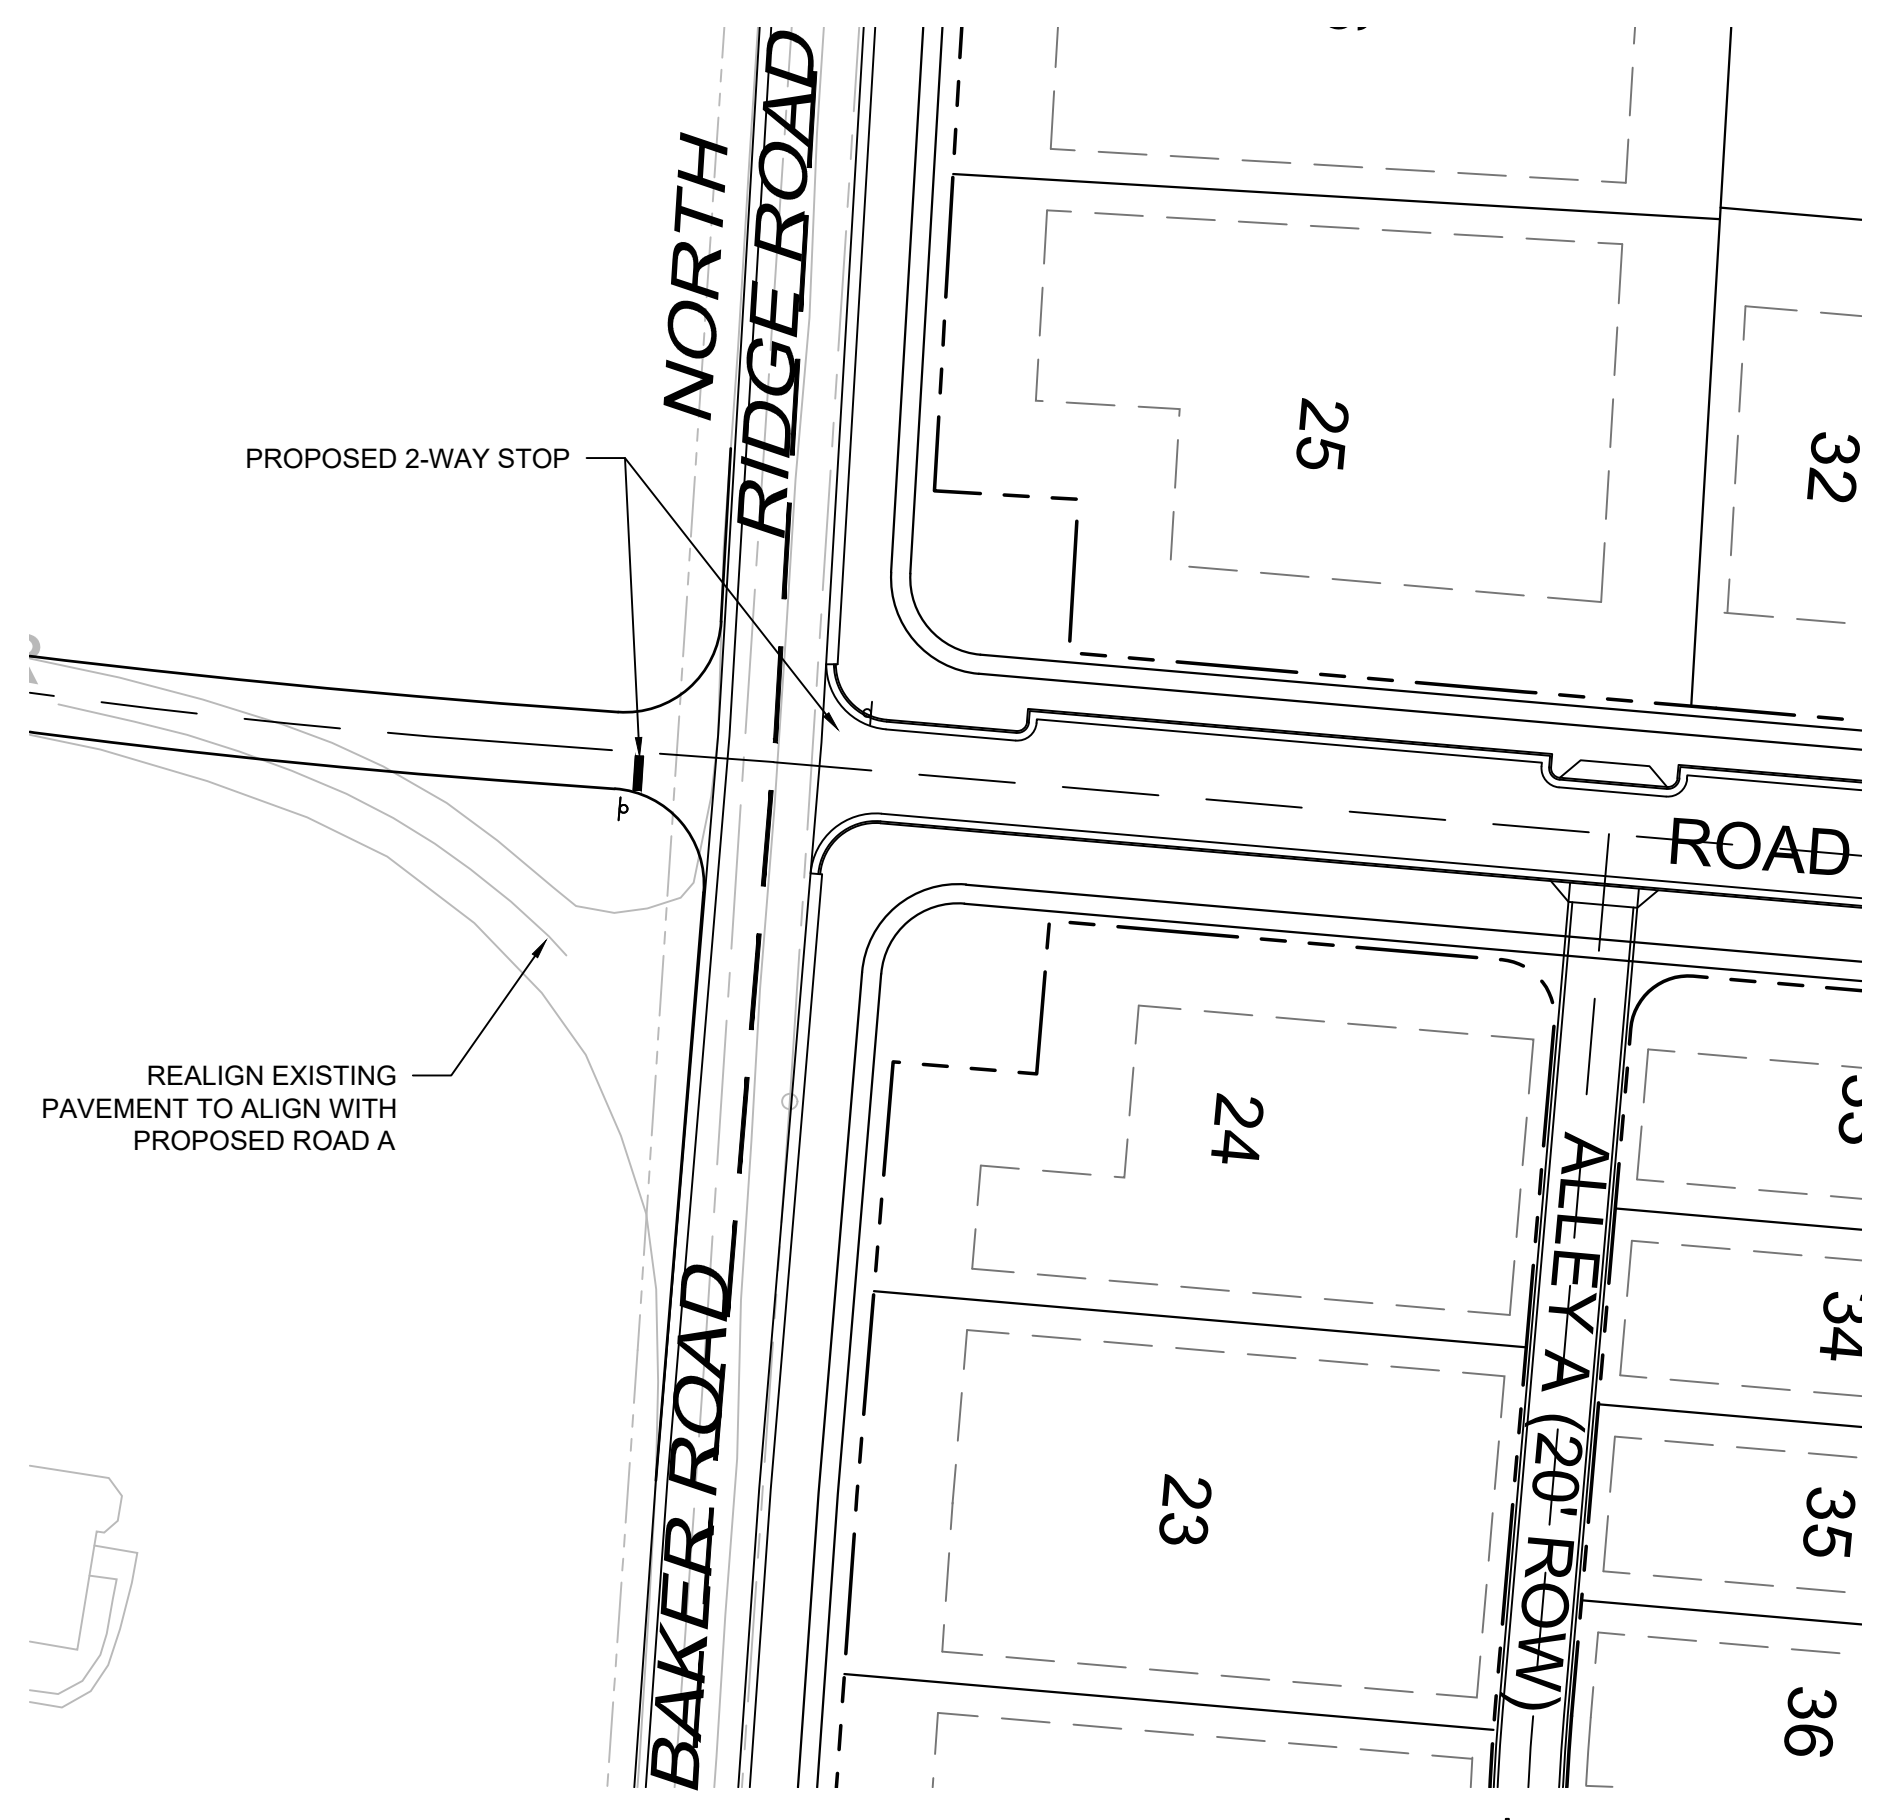 NORTH
RIDGE ROAD
25
32
PROPOSED 2-WAY STOP
ROAD
REALIGN EXISTING
PAVEMENT TO ALIGN WITH
PROPOSED ROAD A
24
ALLEY A (20' ROW)
34
BAKER ROAD
23
35
36